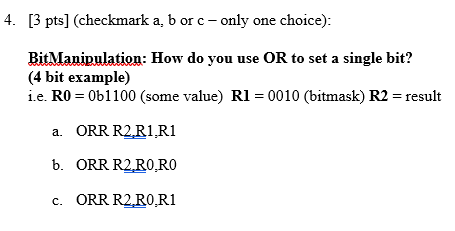 4. [3 pts] (checkmark a, b or c – only one choice):
BitManipulation: How do you use OR to set a single bit?
(4 bit example)
i.e. R0 = 0b1100 (some value) R1 = 0010 (bitmask) R2 = result
a. ORR R2,R1,R1
b. ORR R2,R0,R0
c. ORR R2,R0,R1